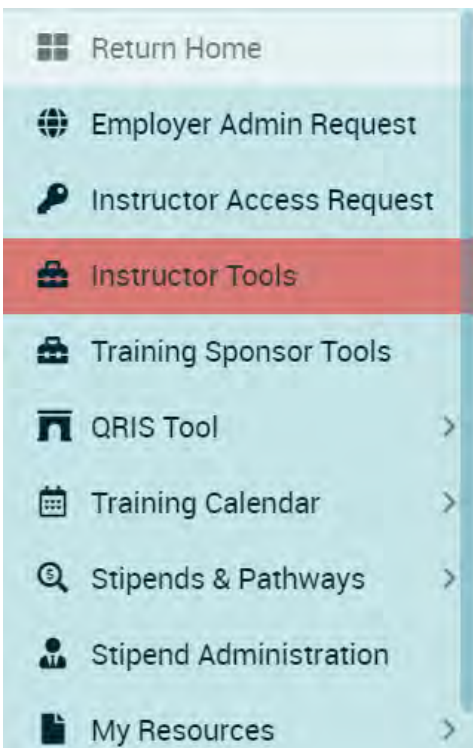 Return Home
Employer Admin Request
Instructor Access Request
Instructor Tools
Training Sponsor Tools
QRIS Tool
Training Calendar
Stipends & Pathways
Stipend Administration
My Resources